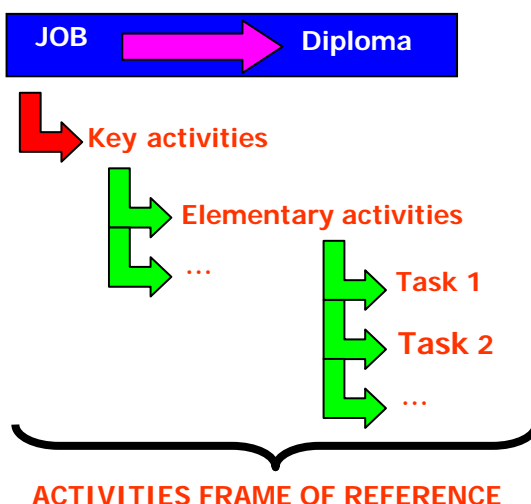 JOB Diploma
Key activities
Elementary activities
...
Task 1
Task 2
...
ACTIVITIES FRAME OF REFERENCE